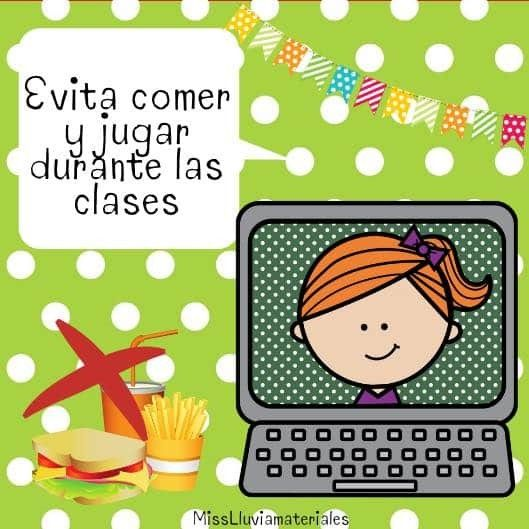 Evita comer
y jugar
durante las
clases
MissLluviamateriales